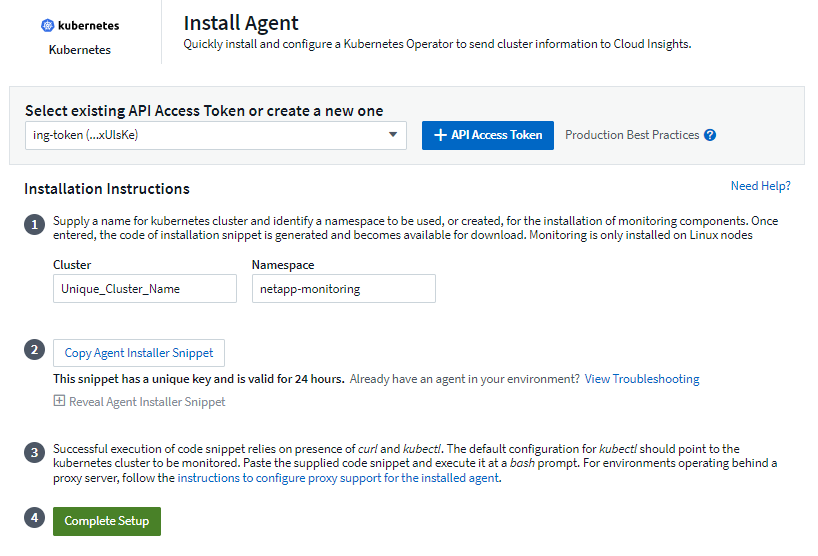 kubernetes
Kubernetes
Install Agent
Quickly install and configure a Kubernetes Operator to send cluster information to Cloud Insights.
Select existing API Access Token or create a new one
ing-token (...xUlsKe)
+ API Access Token
Production Best Practices ?
Installation Instructions
Need Help?
1
Supply a name for kubernetes cluster and identify a namespace to be used, or created, for the installation of monitoring components. Once
entered, the code of installation snippet is generated and becomes available for download. Monitoring is only installed on Linux nodes
Cluster
Namespace
Unique_Cluster_Name
netapp-monitoring
2
Copy Agent Installer Snippet
This snippet has a unique key and is valid for 24 hours. Already have an agent in your environment? View Troubleshooting
Reveal Agent Installer Snippet
3
Successful execution of code snippet relies on presence of curl and kubectl. The default configuration for kubectl should point to the
kubernetes cluster to be monitored. Paste the supplied code snippet and execute it at a bash prompt. For environments operating behind a
proxy server, follow the instructions to configure proxy support for the installed agent.
4
Complete Setup